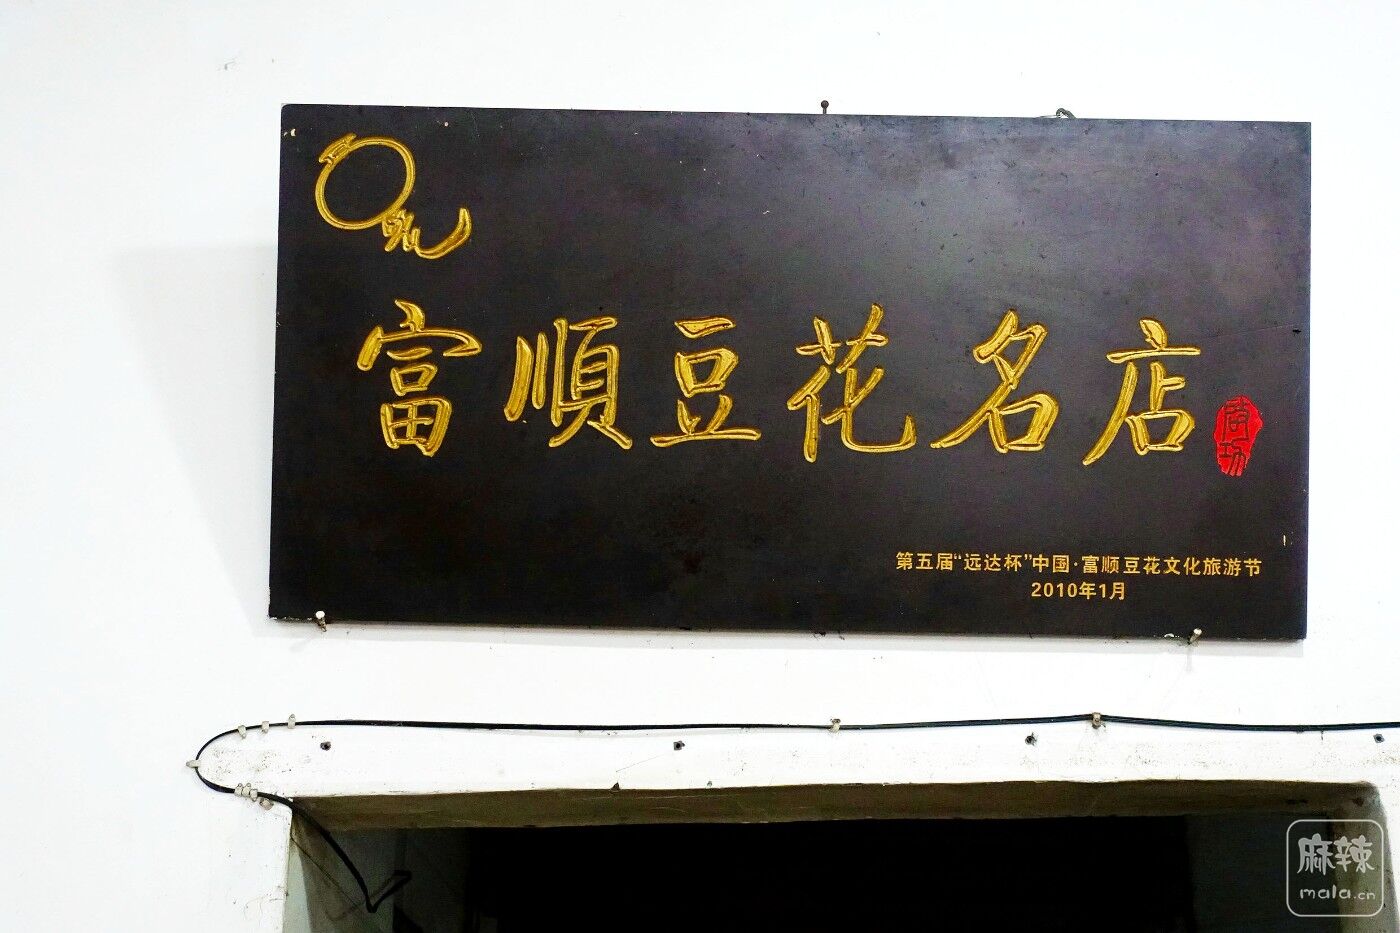 富順豆花名店
第五届“远达杯”中国·富顺豆花文化旅游节
2010年1月
麻辣
mala.cn